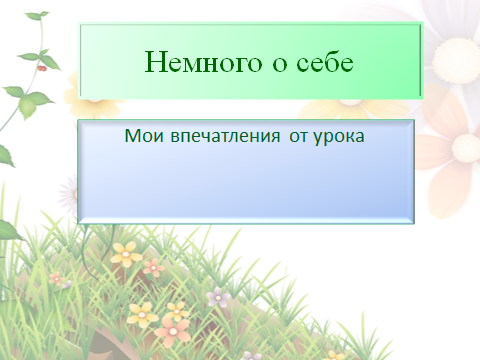 Немного о себе
Мои впечатления от урока